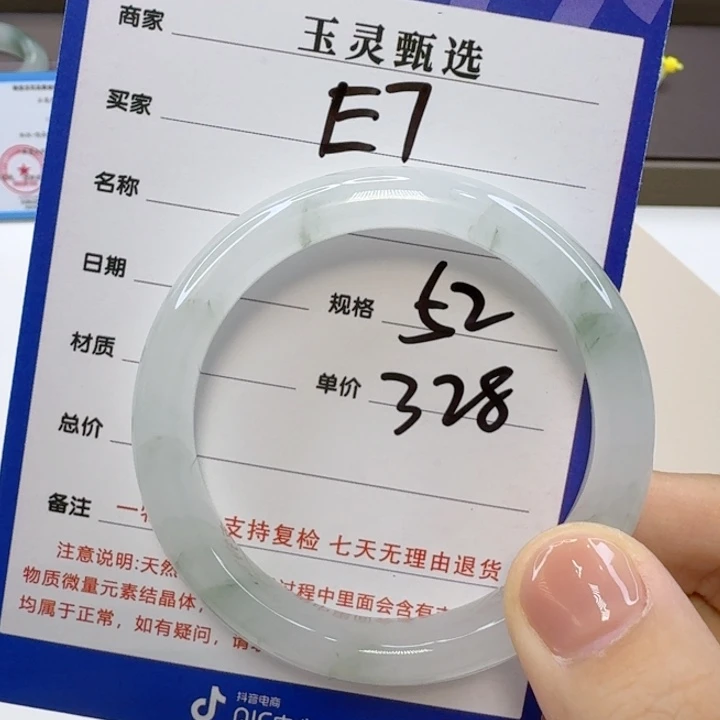 商家 玉灵甄选
买家 E7
名称
日期
规格 52
材质
单价 328
总价
备注 一物 支持复检 七天无理由退货
注意说明:天然 过程中里面会含有
物质微量元素结晶体,
均属于正常,如有疑问,请
抖音电商